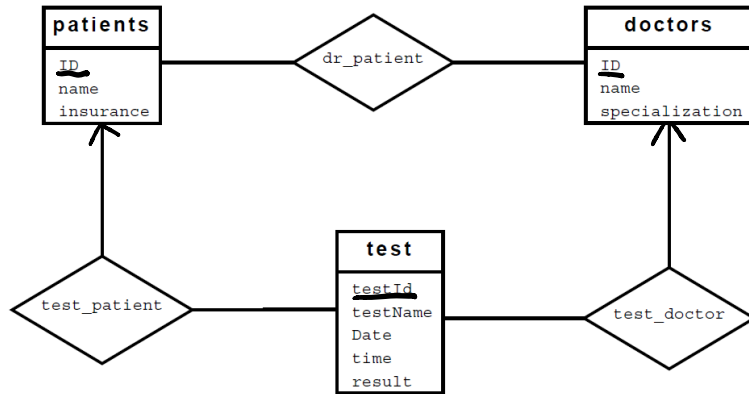 patients
ID
name
insurance
dr_patient
doctors
ID
name
specialization
test_patient
test
testId
testName
Date
time
result
test_doctor